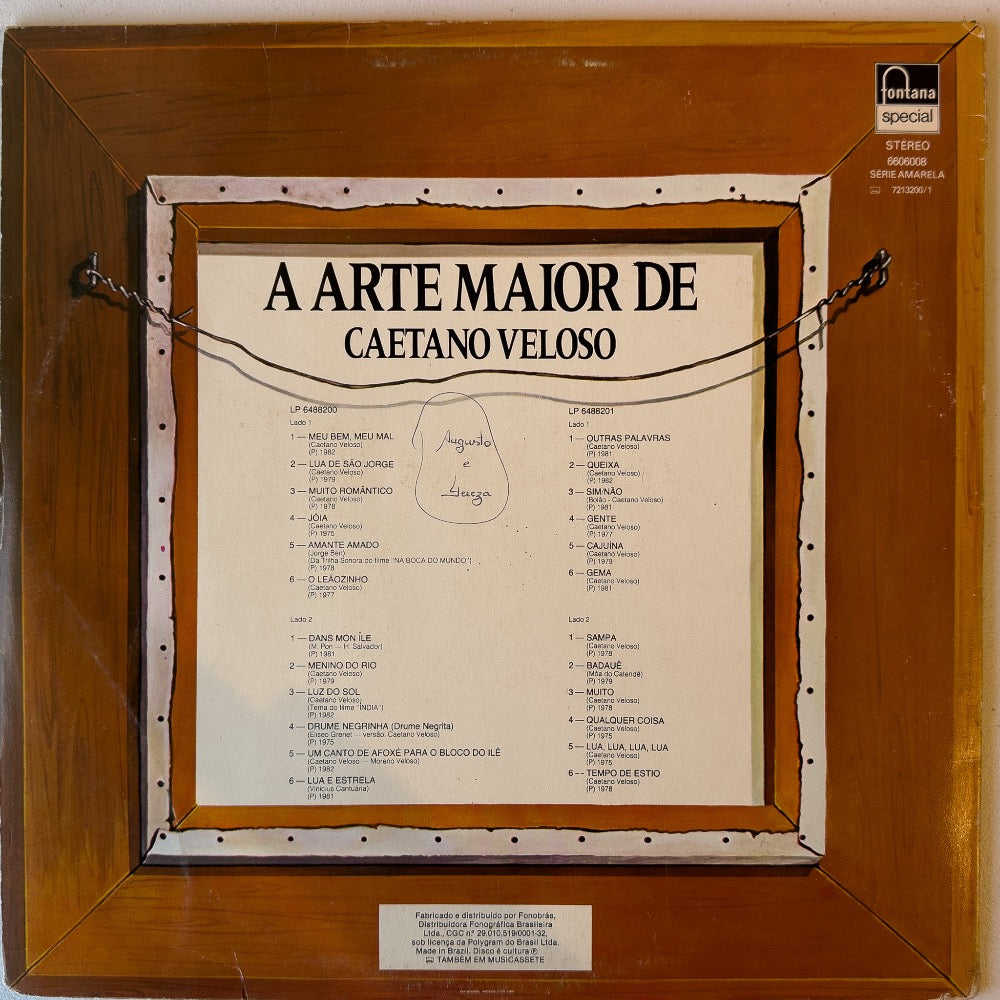 fontana
special
STÉREO
6606008
SÉRIE AMARELA
7213200/1
A ARTE MAIOR DE
CAETANO VELOSO
LP 6488200
Lado 1
1 — MEU BEM, MEU MAL
(Caetano Veloso)
(P) 1982
2 — LUA DE SÃO JORGE
(Caetano Veloso)
(P) 1979
3 — MUITO ROMÂNTICO
(Caetano Veloso)
(P) 1978
4 — JÓIA
(Caetano Veloso)
(P) 1975
5 — AMANTE AMADO
(Jorge Ben)
(Da Trilha Sonora do filme "NA BOCA DO MUNDO")
(P) 1978
6 — O LEÃOZINHO
(Caetano Veloso)
(P) 1977
Lado 2
1 — DANS MON ÎLE
(M. Pon — H. Salvador)
(P) 1981
2 — MENINO DO RIO
(Caetano Veloso)
(P) 1979
3 — LUZ DO SOL
(Caetano Veloso)
(Tema do filme "INDIA")
(P) 1982
4 — DRUME NEGRINHA (Drume Negrita)
(Eliseo Grenet — versão: Caetano Veloso)
(P) 1975
5 — UM CANTO DE AFOXÉ PARA O BLOCO DO ILÊ
(Caetano Veloso — Moreno Veloso)
(P) 1982
6 — LUA E ESTRELA
(Vinicius Cantuária)
(P) 1981
Augusto
e
LP 6488201
Lado 1
1 — OUTRAS PALAVRAS
(Caetano Veloso)
(P) 1981
2 — QUEIXA
(Caetano Veloso)
(P) 1982
3 — SIM/NÃO
(Bolão - Caetano Veloso)
(P) 1981
4 — GENTE
(Caetano Veloso)
(P) 1977
5 — CAJUÍNA
(Caetano Veloso)
(P) 1979
6 — GEMA
(Caetano Veloso)
(P) 1981
Lado 2
1 — SAMPA
(Caetano Veloso)
(P) 1978
2 — BADAUÊ
(Môa do Catendê)
(P) 1979
3 — MUITO
(Caetano Veloso)
(P) 1978
4 — QUALQUER COISA
(Caetano Veloso)
(P) 1975
5 — LUA, LUA, LUA, LUA
(Caetano Veloso)
(P) 1975
6 -- TEMPO DE ESTIO
(Caetano Veloso)
(P) 1978
Fabricado e distribuido por Fonobrás,
Distribuidora Fonográfica Brasileira
Ltda., CGC n.º 29.010.519/0001-32,
sob licença da Polygram do Brasil Ltda.
Made in Brazil. Disco é cultura ℗
TAMBÉM EM MUSICASSETE